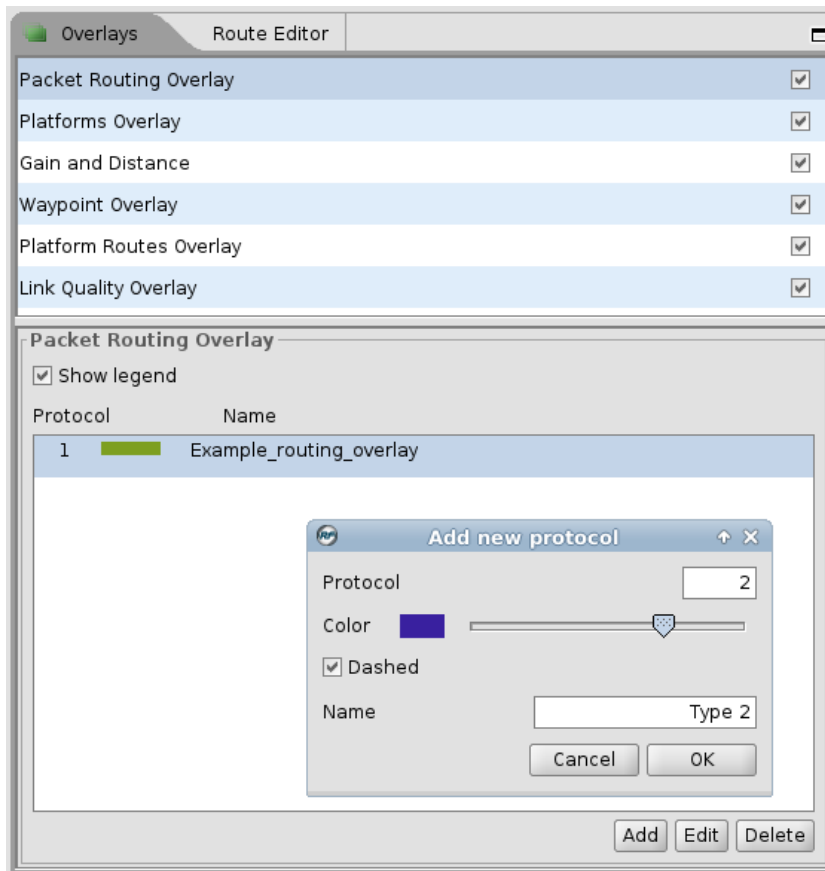 Overlays Route Editor
Packet Routing Overlay
Platforms Overlay
Gain and Distance
Waypoint Overlay
Platform Routes Overlay
Link Quality Overlay
Packet Routing Overlay
Show legend
Protocol Name
1 Example_routing_overlay
Add new protocol
Protocol 2
Color
Dashed
Name Type 2
Cancel OK
Add Edit Delete